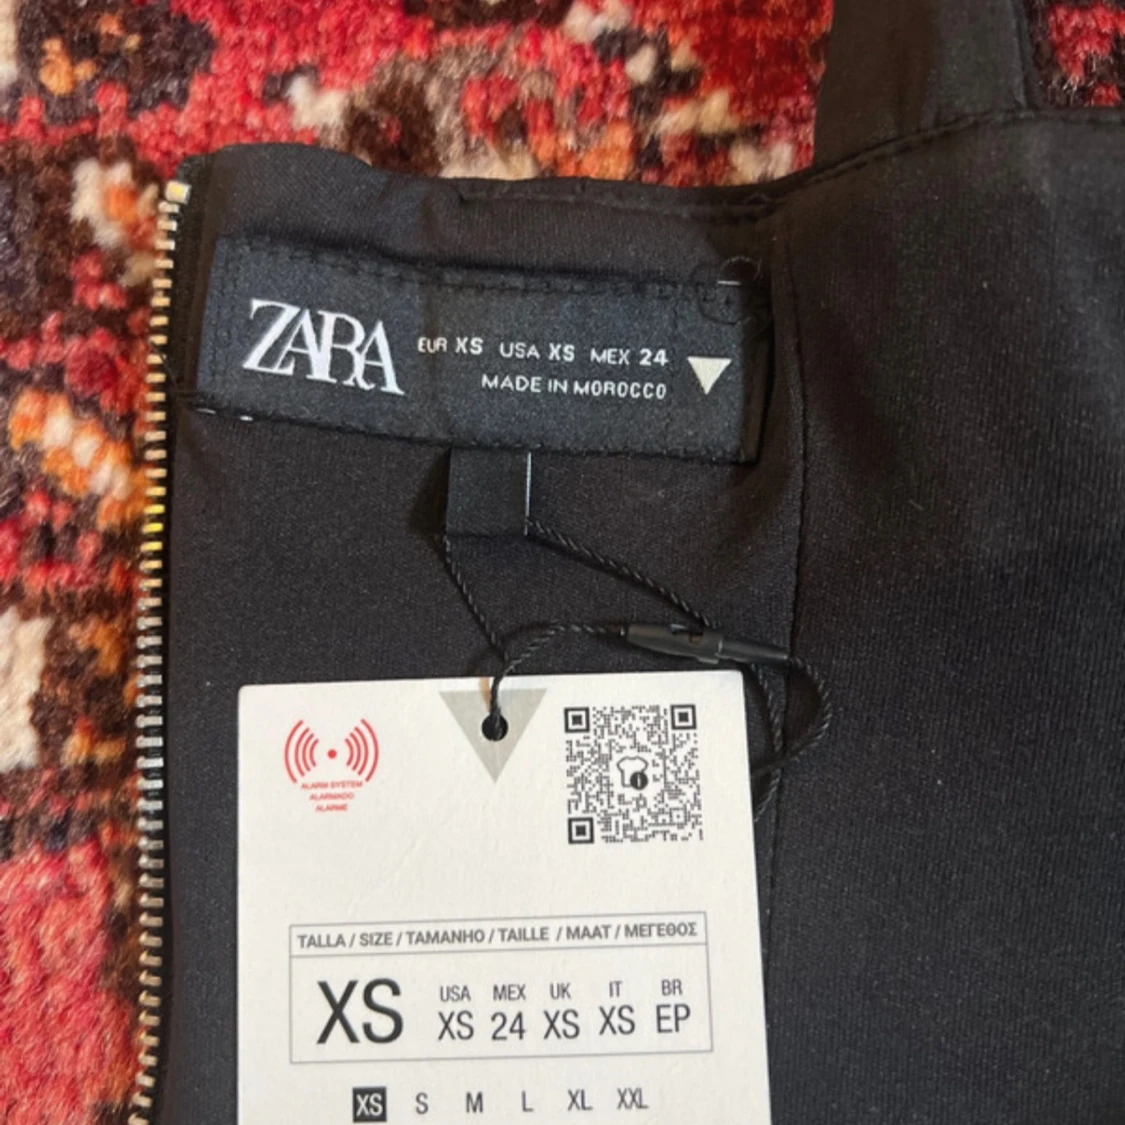 ZARA
EUR XS USA XS MEX 24
MADE IN MOROCCO
ALARM SYSTEM
ALARMADO
ALARME
TALLA / SIZE / TAMANHO / TAILLE / MAAT / ΜΕΓΕΘΟΣ
XS
USA MEX UK IT BR
XS 24 XS XS EP
XS S M L XL XXL